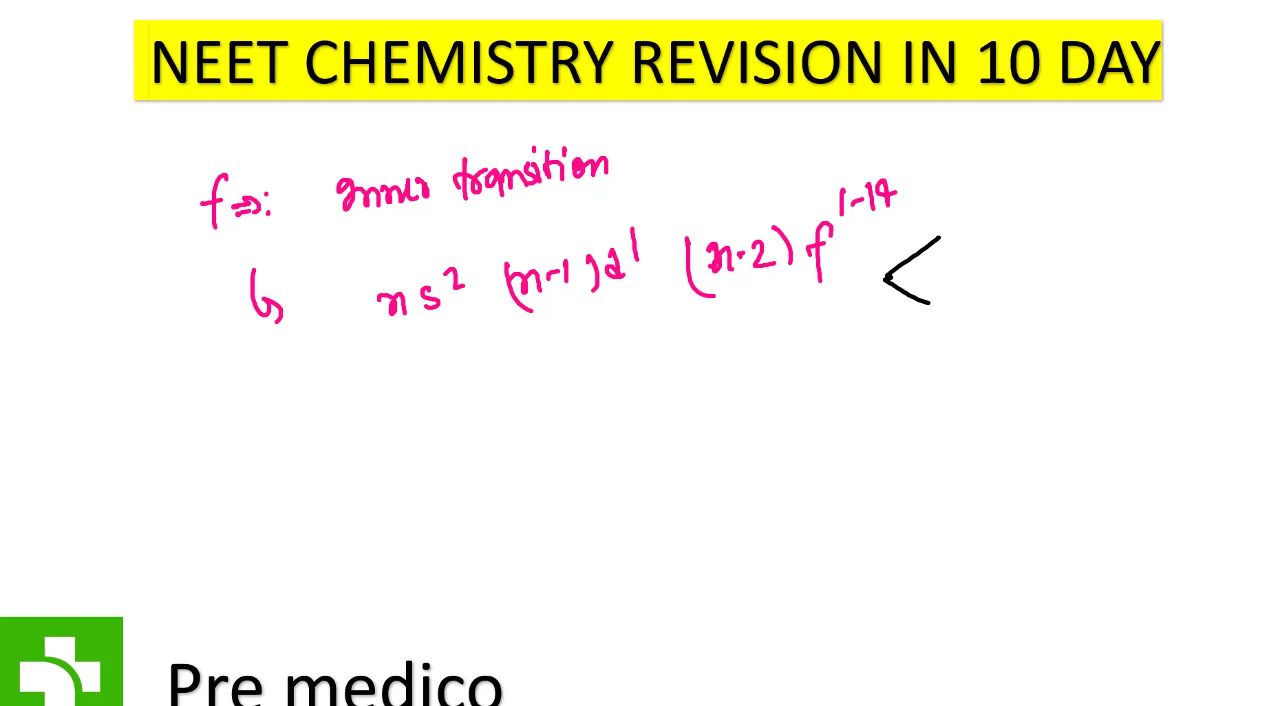 NEET CHEMISTRY REVISION IN 10 DAY
f ⇒: Inner transition
↳ ns² (n-1)d¹ (n-2)f¹⁻¹⁴ <
Pre medico